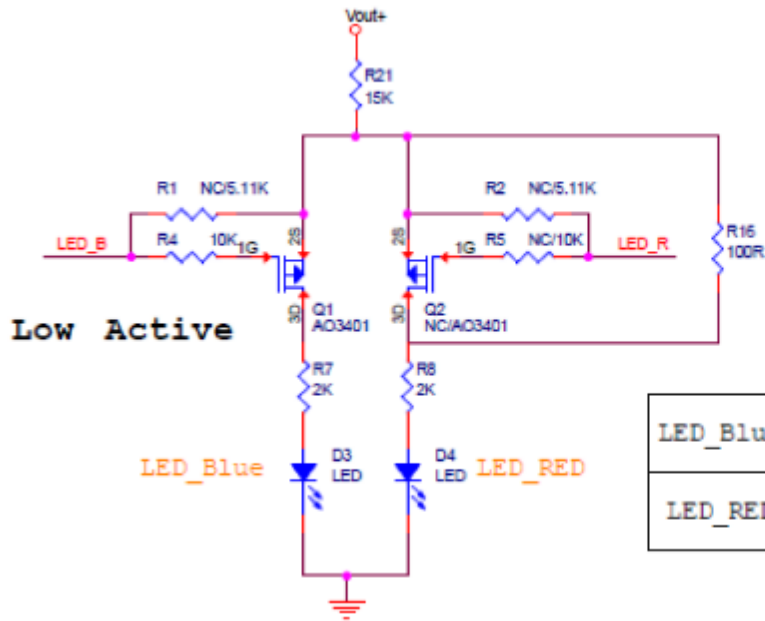 Vout+
R21
15K
R1 NC/5.11K
R2 NC/5.11K
LED_B
R4 10K
1G
2S
2S
1G
R5 NC/10K
LED_R
R16
100R
3D
Q1
AO3401
3D
Q2
NC/AO3401
Low Active
R7
2K
R8
2K
LED_Blue
D3
LED
D4
LED
LED_RED
LED_Blu
LED_RED